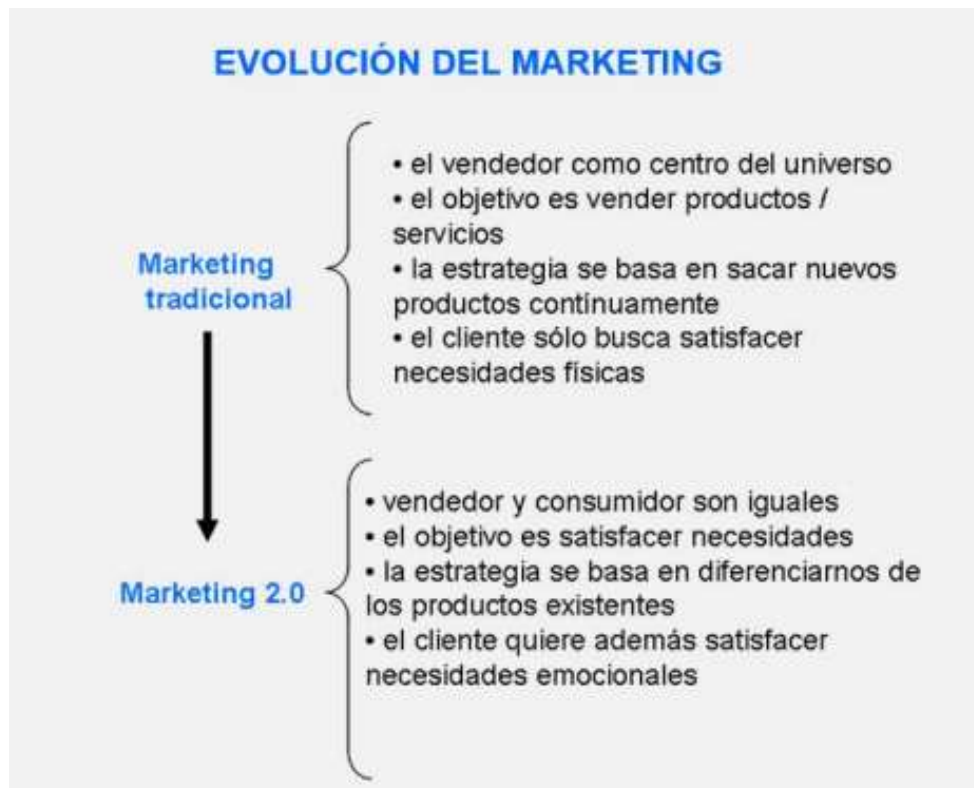 EVOLUCIÓN DEL MARKETING
Marketing
tradicional
• el vendedor como centro del universo
• el objetivo es vender productos /
servicios
• la estrategia se basa en sacar nuevos
productos contínuamente
• el cliente sólo busca satisfacer
necesidades físicas
Marketing 2.0
• vendedor y consumidor son iguales
• el objetivo es satisfacer necesidades
• la estrategia se basa en diferenciarnos de
los productos existentes
• el cliente quiere además satisfacer
necesidades emocionales